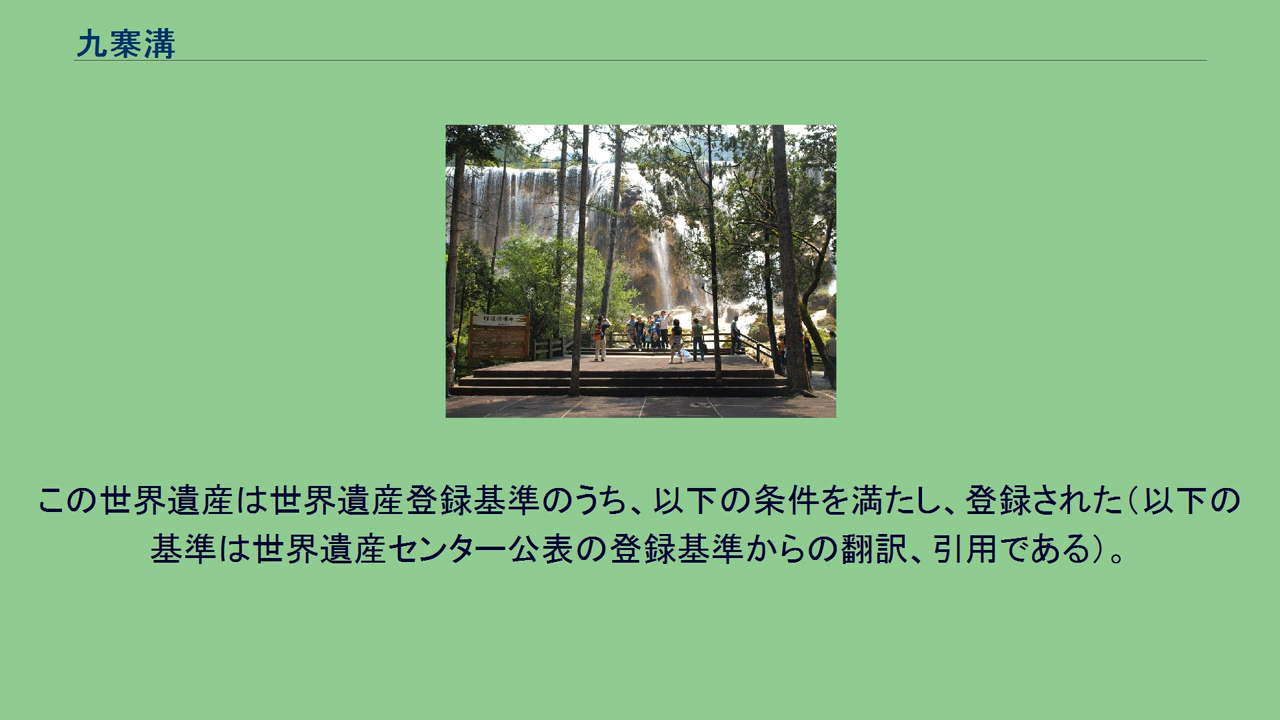 九寨溝
この世界遺産は世界遺産登録基準のうち、以下の条件を満たし、登録された（以下の
基準は世界遺産センター公表の登録基準からの翻訳、引用である）。